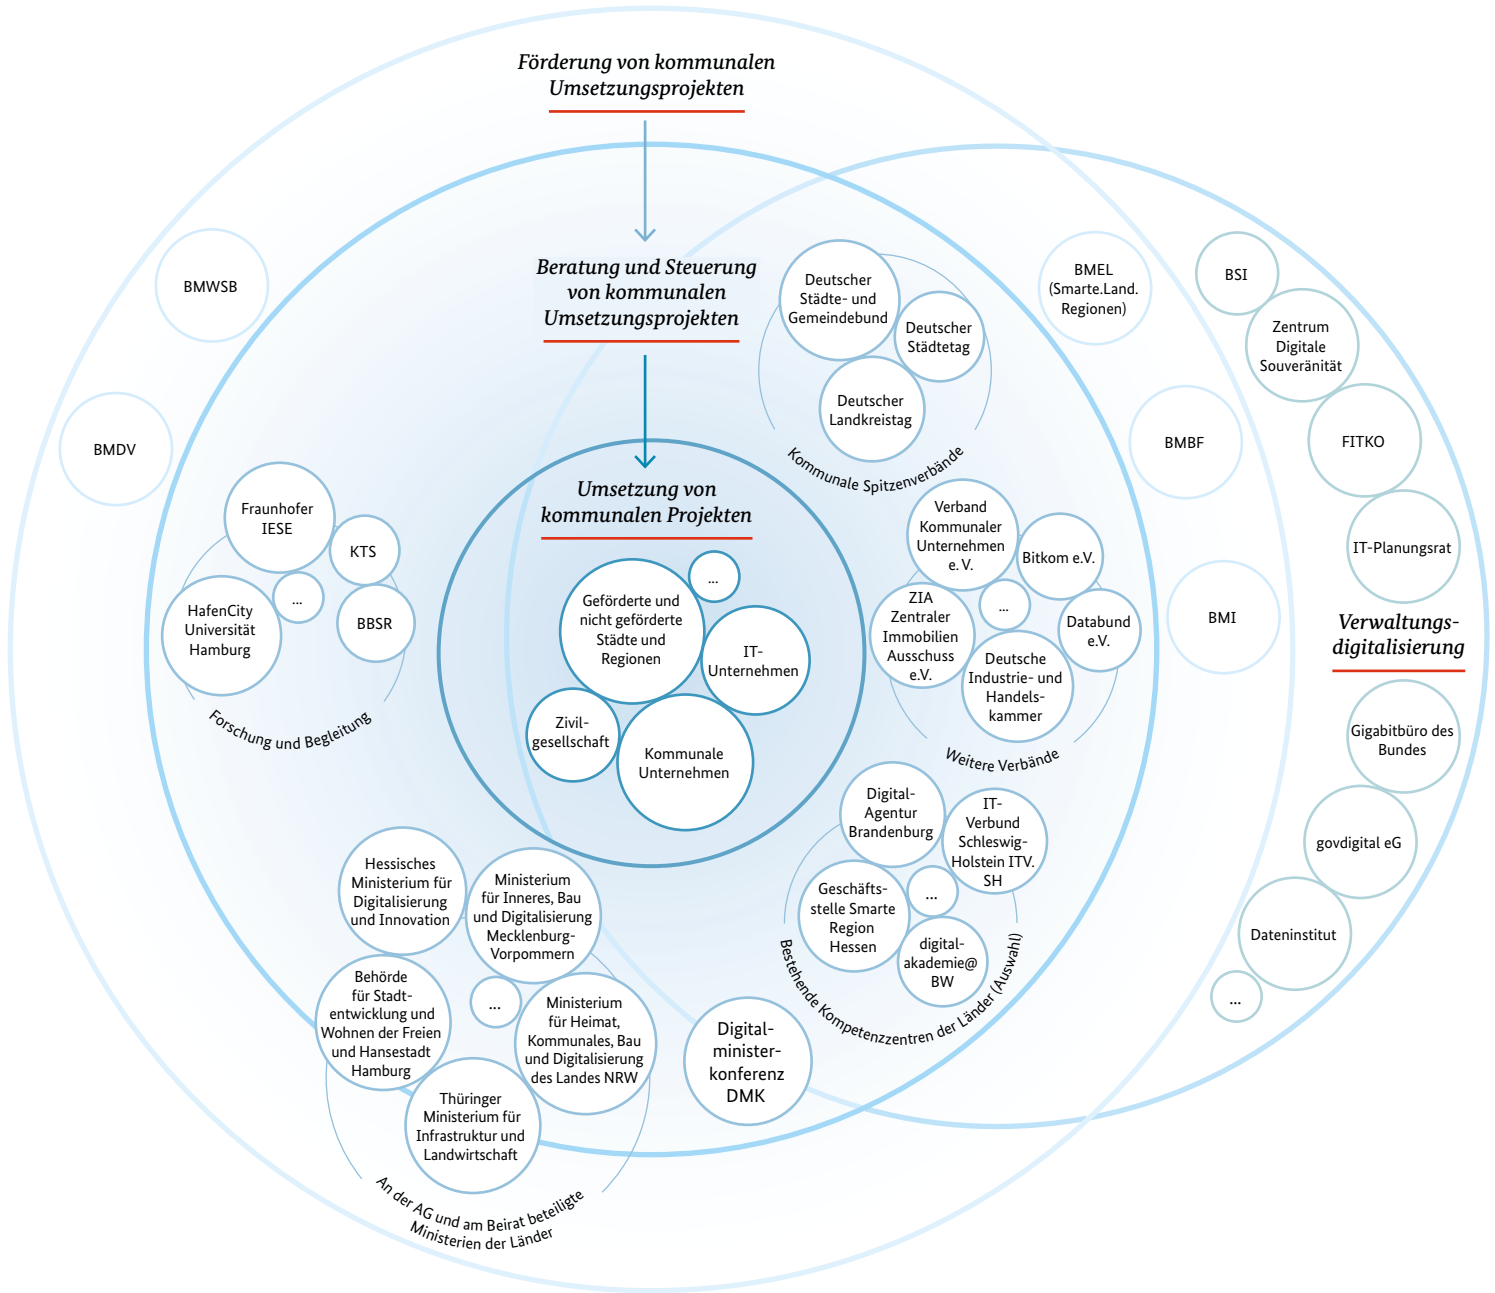 Förderung von kommunalen
Umsetzungsprojekten
Beratung und Steuerung
von kommunalen
Umsetzungsprojekten
Umsetzung von
kommunalen Projekten
...
Geförderte und
nicht geförderte
Städte und
Regionen
IT-
Unternehmen
Zivil-
gesellschaft
Kommunale
Unternehmen
BMWSB
BMDV
Fraunhofer
IESE
KTS
...
HafenCity
Universität
Hamburg
BBSR
Forschung und Begleitung
Deutscher
Städte- und
Gemeindebund
Deutscher
Städtetag
Deutscher
Landkreistag
Kommunale Spitzenverbände
Verband
Kommunaler
Unternehmen
e. V.
Bitkom e.V.
...
ZIA
Zentraler
Immobilien
Ausschuss
e.V.
Databund
e.V.
Deutsche
Industrie- und
Handels-
kammer
Weitere Verbände
Digital-
Agentur
Brandenburg
IT-
Verbund
Schleswig-
Holstein ITV.
SH
...
Geschäfts-
stelle Smarte
Region
Hessen
digital-
akademie@
BW
Bestehende Kompetenzzentren der Länder (Auswahl)
Digital-
minister-
konferenz
DMK
Hessisches
Ministerium für
Digitalisierung
und Innovation
Ministerium
für Inneres, Bau
und Digitalisierung
Mecklenburg-
Vorpommern
Behörde
für Stadt-
entwicklung und
Wohnen der Freien
und Hansestadt
Hamburg
...
Ministerium
für Heimat,
Kommunales, Bau
und Digitalisierung
des Landes NRW
Thüringer
Ministerium für
Infrastruktur und
Landwirtschaft
An der AG und am Beirat beteiligte
Ministerien der Länder
BMEL
(Smarte.Land.
Regionen)
BMBF
BMI
BSI
Zentrum
Digitale
Souveränität
FITKO
IT-Planungsrat
Verwaltungs-
digitalisierung
Gigabitbüro des
Bundes
govdigital eG
Dateninstitut
...